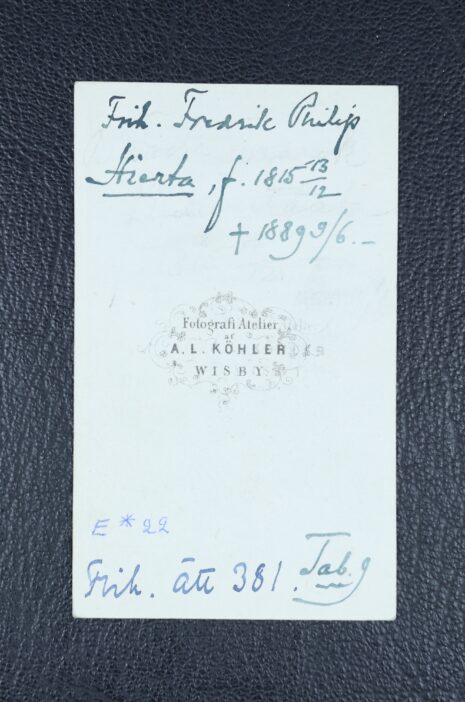 Frih. Fredrik Philip
Hierta, f. 1815 13/12
† 1889 9/6. –
Fotografi Atelier
af
A. L. KÖHLER
WISBY.
E * 22
Frih. ätt 381. Tab. 9